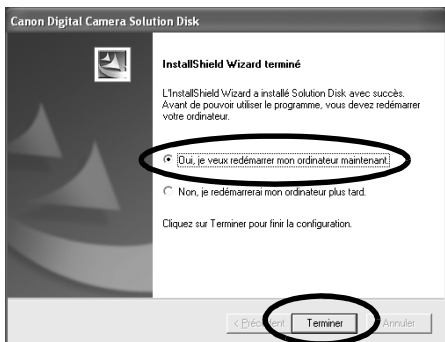 Canon Digital Camera Solution Disk
InstallShield Wizard terminé
L'InstallShield Wizard a installé Solution Disk avec succès.
Avant de pouvoir utiliser le programme, vous devez redémarrer
votre ordinateur.
Oui, je veux redémarrer mon ordinateur maintenant.
Non, je redémarrerai mon ordinateur plus tard.
Cliquez sur Terminer pour finir la configuration.
< Précédent Terminer Annuler